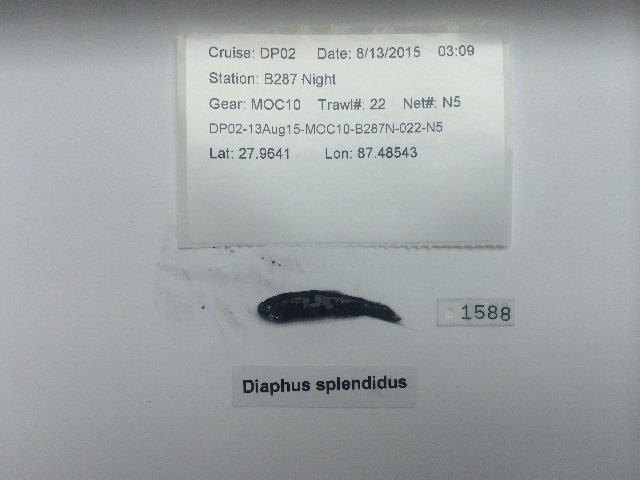 Cruise: DP02 Date: 8/13/2015 03:09
Station: B287 Night
Gear: MOC10 Trawl#: 22 Net#: N5
DP02-13Aug15-MOC10-B287N-022-N5
Lat: 27.9641 Lon: 87.48543
1588
Diaphus splendidus